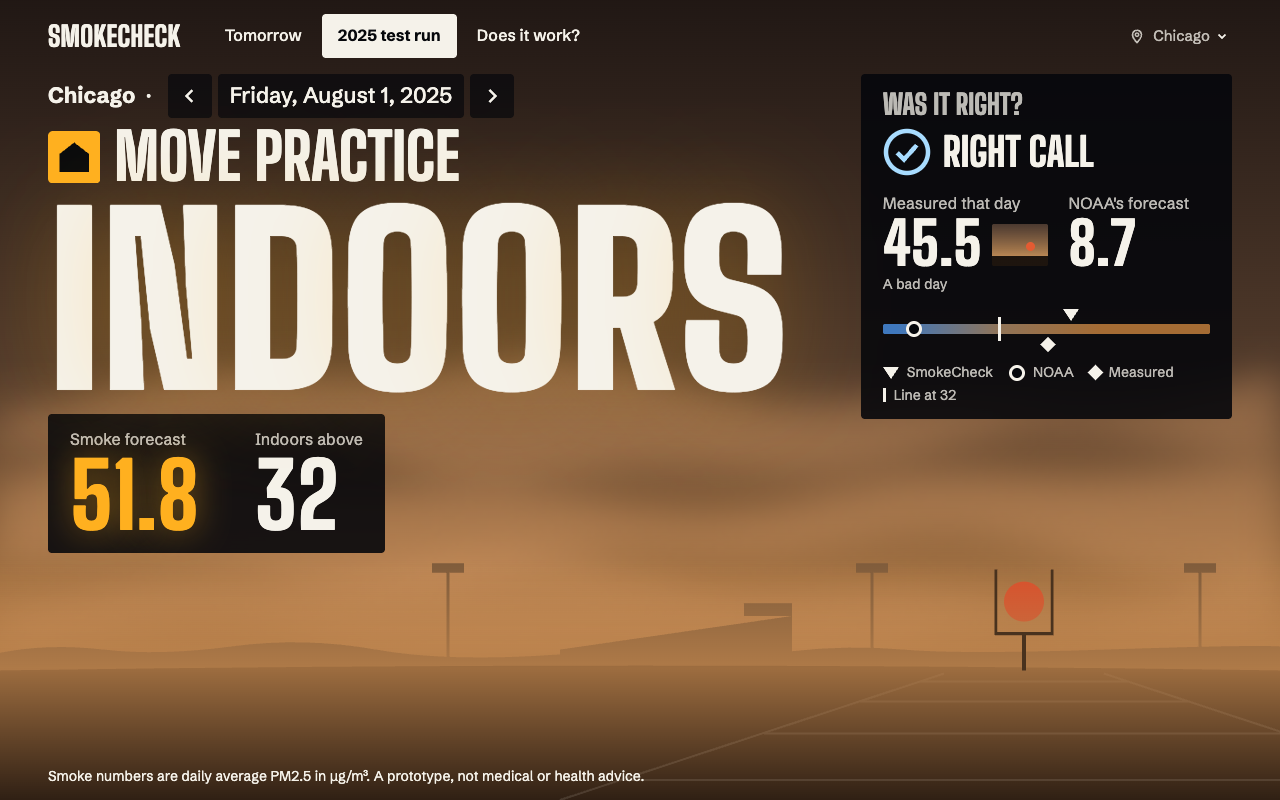 SMOKECHECK
Tomorrow
2025 test run
Does it work?
Chicago
Chicago ·
Friday, August 1, 2025
MOVE PRACTICE
INDOORS
Smoke forecast
51.8
Indoors above
32
WAS IT RIGHT?
RIGHT CALL
Measured that day
45.5
A bad day
NOAA's forecast
8.7
SmokeCheck
NOAA
Measured
Line at 32
Smoke numbers are daily average PM2.5 in µg/m³. A prototype, not medical or health advice.